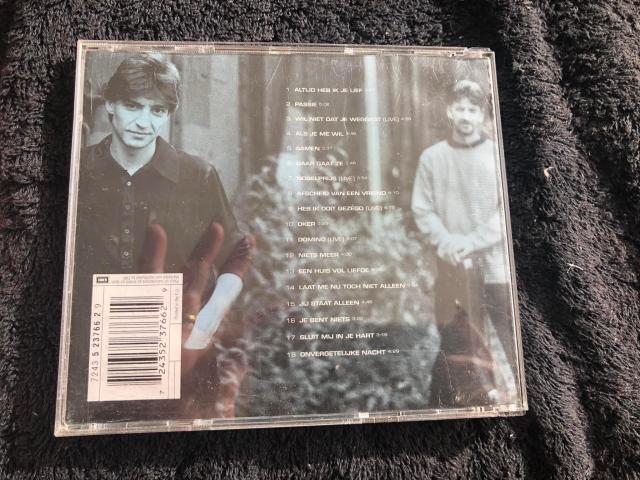 1 ALTIJD HEB IK JE LIEF
2 PASSIE
3 WIL NIET DAT JE WEGGAAT (LIVE)
4 ALS JE ME WIL
5 SAMEN
6 DAAR GAAT ZE
7 NOBELPRIJS (LIVE)
8 AFSCHEID VAN EEN VRIEND
9 HEB IK OOIT GEZEGD (LIVE)
10 OKER
11 DOMINO (LIVE)
12 NIETS MEER
13 EEN HUIS VOL LIEFDE
14 LAAT ME NU TOCH NIET ALLEEN
15 JIJ STAAT ALLEEN
16 JE BENT NIETS
17 SLUIT MIJ IN JE HART
18 ONVERGETELIJKE NACHT 4:29
EMI
7243 5 23766 2 9
7 24352 37662 9